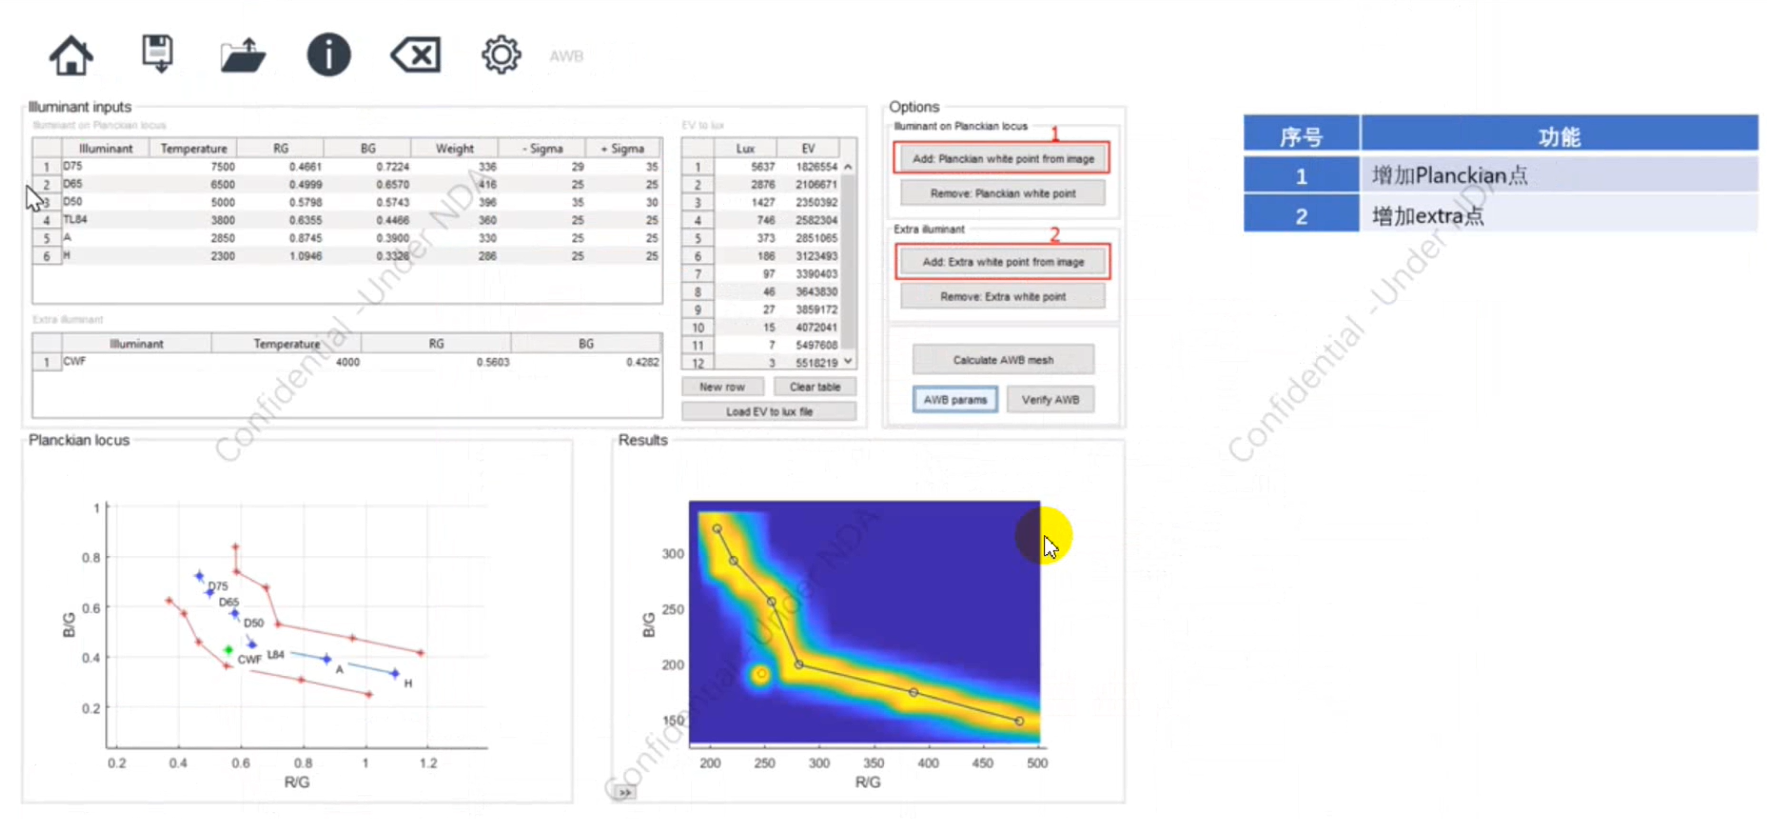 AWB
Illuminant inputs
Illuminant on Planckian locus
Illuminant Temperature RG BG Weight - Sigma + Sigma
1 D75 7500 0.4661 0.7224 336 29 35
2 D65 6500 0.4999 0.6570 416 25 25
3 D50 5000 0.5798 0.5743 396 35 30
4 TL84 3800 0.6355 0.4466 360 25 25
5 A 2850 0.8745 0.3900 330 25 25
6 H 2300 1.0946 0.3328 286 25 25
Extra illuminant
Illuminant Temperature RG BG
1 CWF 4000 0.5603 0.4282
EV to lux
Lux EV
1 5637 1826554
2 2876 2106671
3 1427 2350392
4 746 2582304
5 373 2851065
6 186 3123493
7 97 3390403
8 46 3643830
9 27 3859172
10 15 4072041
11 7 5497608
12 3 5518219
New row Clear table
Load EV to lux file
Options
Illuminant on Planckian locus
1
Add: Planckian white point from image
Remove: Planckian white point
Extra illuminant
2
Add: Extra white point from image
Remove: Extra white point
Calculate AWB mesh
AWB params Verify AWB
序号 功能
1 增加Planckian点
2 增加extra点
Planckian locus
1
0.8
0.6
0.4
0.2
B/G
D75
D65
D50
CWF
L84
A
H
0.2 0.4 0.6 0.8 1 1.2
R/G
Results
300
250
200
150
B/G
200 250 300 350 400 450 500
R/G
>>
Confidential -Under NDA
Confidential -Under NDA
Confidential -Under NDA